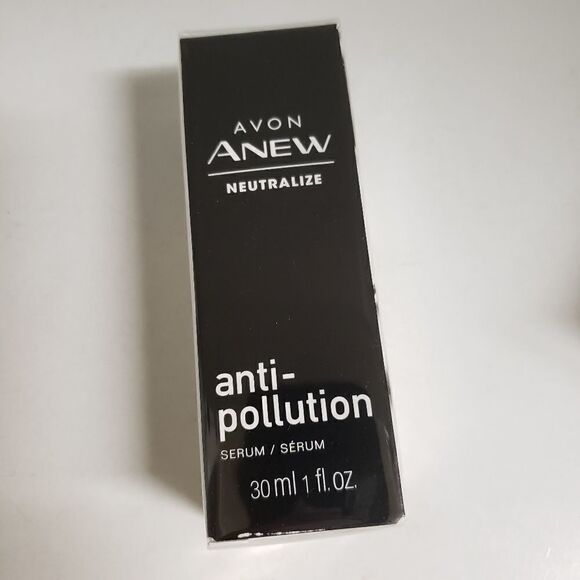 AVON
ANEW
NEUTRALIZE
anti-
pollution
SERUM / SÉRUM
30 ml 1 fl. oz.